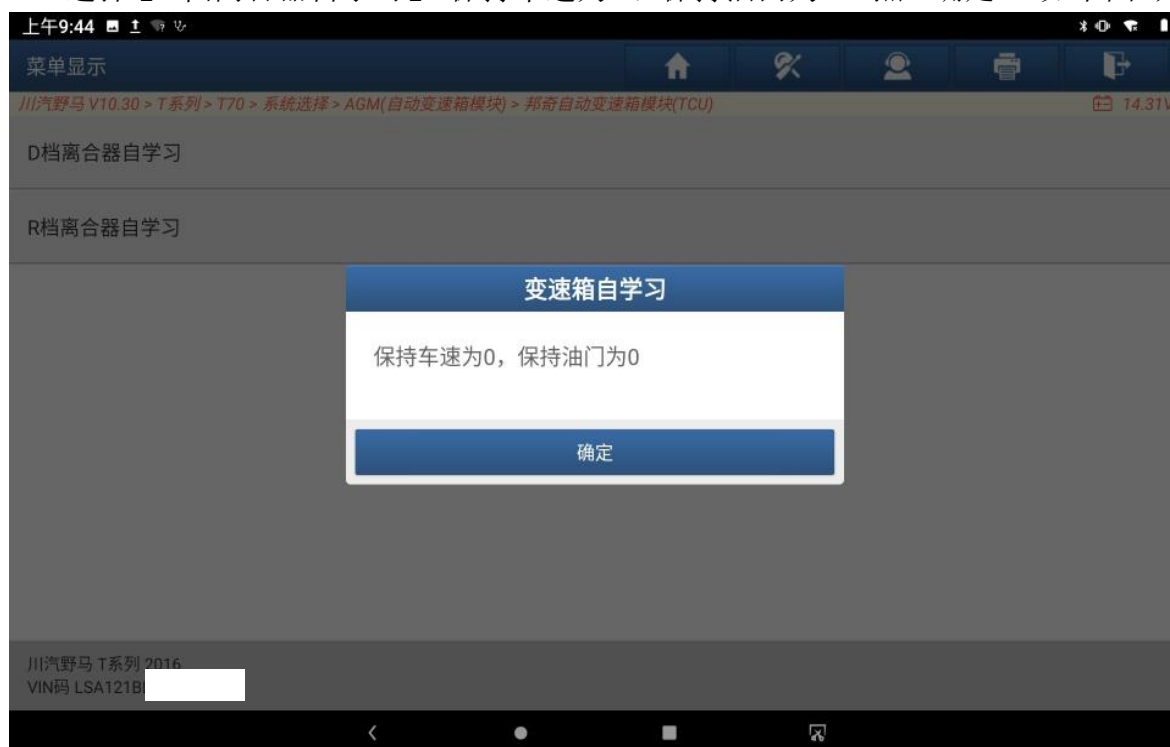 上午9:44
菜单显示
川汽野马 V10.30 > T系列 > T70 > 系统选择 > AGM(自动变速箱模块) > 邦奇自动变速箱模块(TCU) 14.31V
D档离合器自学习
R档离合器自学习
变速箱自学习
保持车速为0，保持油门为0
确定
川汽野马 T系列 2016
VIN码 LSA121B